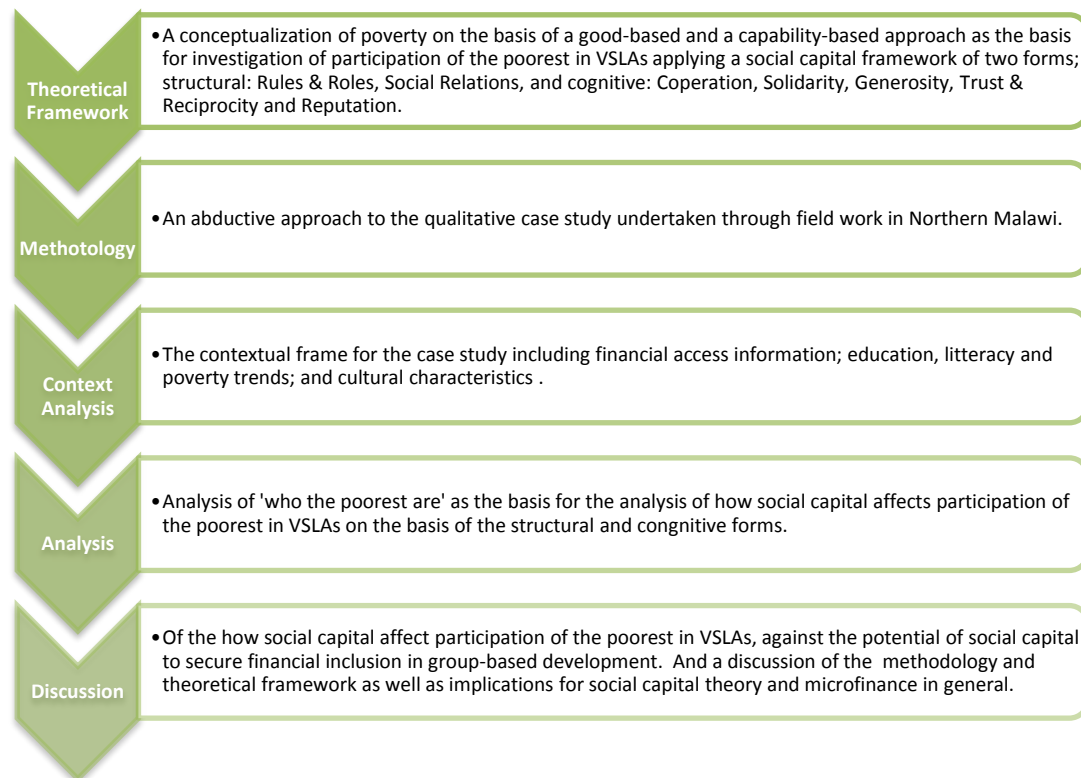 Theoretical
Framework
•A conceptualization of poverty on the basis of a good-based and a capability-based approach as the basis
for investigation of participation of the poorest in VSLAs applying a social capital framework of two forms;
structural: Rules & Roles, Social Relations, and cognitive: Coperation, Solidarity, Generosity, Trust &
Reciprocity and Reputation.
Methotology
•An abductive approach to the qualitative case study undertaken through field work in Northern Malawi.
Context
Analysis
•The contextual frame for the case study including financial access information; education, litteracy and
poverty trends; and cultural characteristics .
Analysis
•Analysis of 'who the poorest are' as the basis for the analysis of how social capital affects participation of
the poorest in VSLAs on the basis of the structural and congnitive forms.
Discussion
•Of the how social capital affect participation of the poorest in VSLAs, against the potential of social capital
to secure financial inclusion in group-based development.  And a discussion of the  methodology and
theoretical framework as well as implications for social capital theory and microfinance in general.